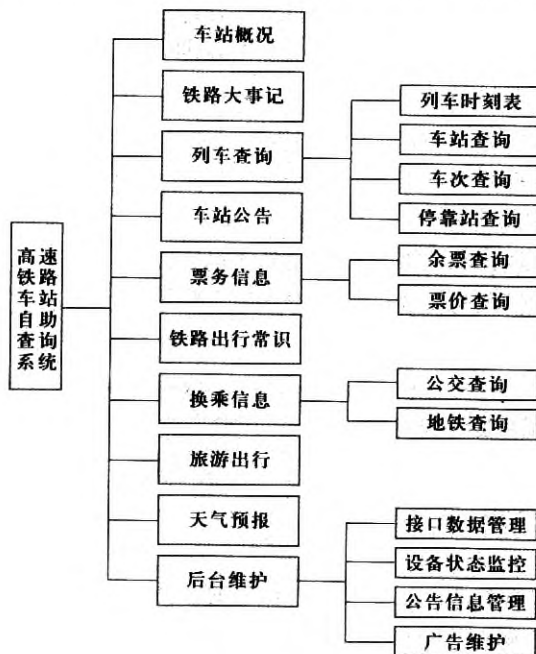 高速
铁路
车站
自助
查询
系统
车站概况
铁路大事记
列车查询
车站公告
票务信息
铁路出行常识
换乘信息
旅游出行
天气预报
后台维护
列车时刻表
车站查询
车次查询
停靠站查询
余票查询
票价查询
公交查询
地铁查询
接口数据管理
设备状态监控
公告信息管理
广告维护